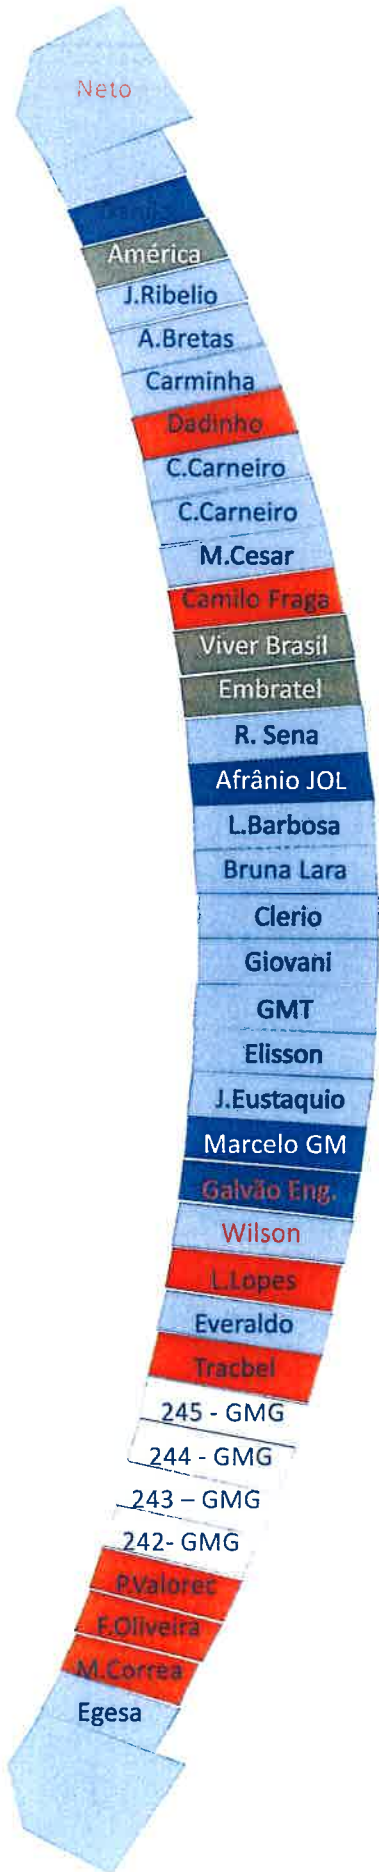 Neto
América
J.Ribelio
A.Bretas
Carminha
Dadinho
C.Carneiro
C.Carneiro
M.Cesar
Camilo Fraga
Viver Brasil
Embratel
R. Sena
Afrânio JOL
L.Barbosa
Bruna Lara
Clerio
Giovani
GMT
Elisson
J.Eustaquio
Marcelo GM
Galvão Eng.
Wilson
L.Lopes
Everaldo
Tracbel
245 - GMG
244 - GMG
243 – GMG
242- GMG
P.Valorec
F.Oliveira
M.Correa
Egesa